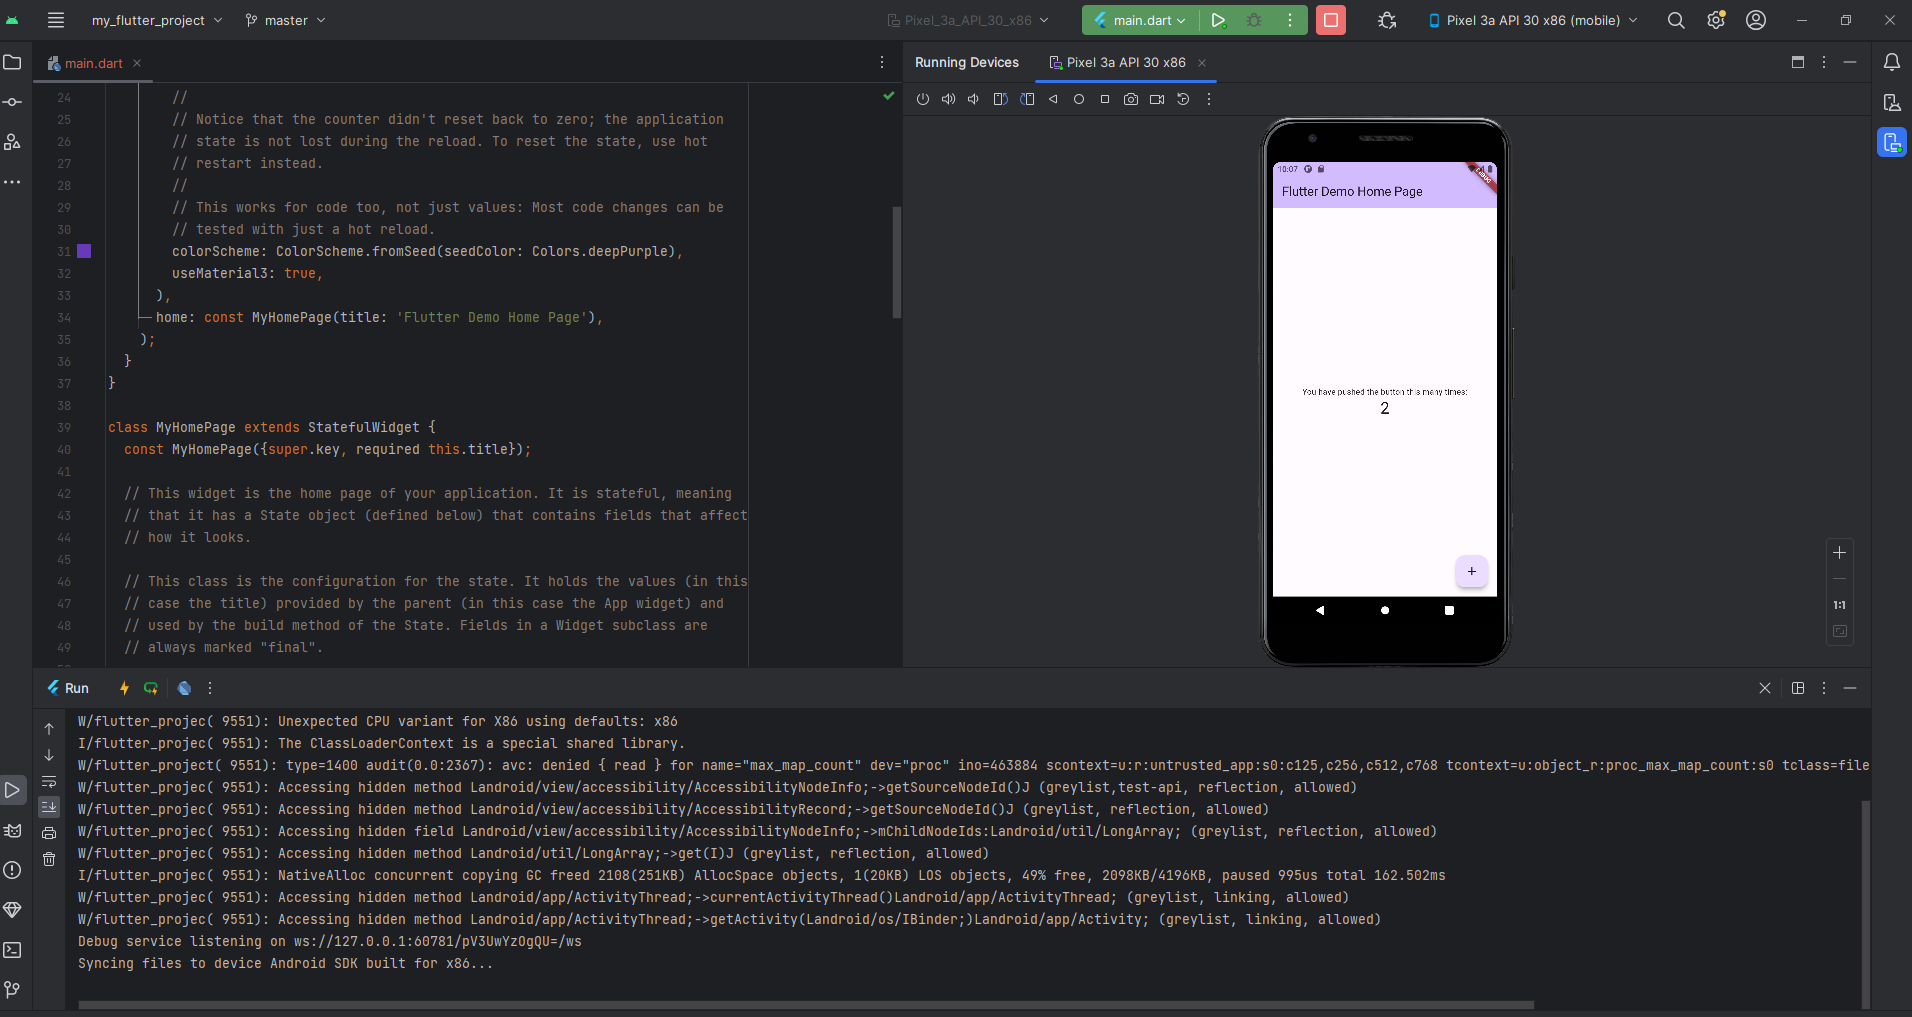 my_flutter_project
master
Pixel_3a_API_30_x86
main.dart
Pixel 3a API 30 x86 (mobile)
main.dart
24 //
25 // Notice that the counter didn't reset back to zero; the application
26 // state is not lost during the reload. To reset the state, use hot
27 // restart instead.
28 //
29 // This works for code too, not just values: Most code changes can be
30 // tested with just a hot reload.
31 colorScheme: ColorScheme.fromSeed(seedColor: Colors.deepPurple),
32 useMaterial3: true,
33 ),
34 home: const MyHomePage(title: 'Flutter Demo Home Page'),
35 );
36 }
37 }
38
39 class MyHomePage extends StatefulWidget {
40 const MyHomePage({super.key, required this.title});
41
42 // This widget is the home page of your application. It is stateful, meaning
43 // that it has a State object (defined below) that contains fields that affect
44 // how it looks.
45
46 // This class is the configuration for the state. It holds the values (in this
47 // case the title) provided by the parent (in this case the App widget) and
48 // used by the build method of the State. Fields in a Widget subclass are
49 // always marked "final".
Running Devices
Pixel 3a API 30 x86
10:07
Flutter Demo Home Page
You have pushed the button this many times:
2
+
1:1
Run
W/flutter_projec( 9551): Unexpected CPU variant for X86 using defaults: x86
I/flutter_projec( 9551): The ClassLoaderContext is a special shared library.
W/flutter_project( 9551): type=1400 audit(0.0:2367): avc: denied { read } for name="max_map_count" dev="proc" ino=463884 scontext=u:r:untrusted_app:s0:c125,c256,c512,c768 tcontext=u:object_r:proc_max_map_count:s0 tclass=file
W/flutter_projec( 9551): Accessing hidden method Landroid/view/accessibility/AccessibilityNodeInfo;->getSourceNodeId()J (greylist,test-api, reflection, allowed)
W/flutter_projec( 9551): Accessing hidden method Landroid/view/accessibility/AccessibilityRecord;->getSourceNodeId()J (greylist, reflection, allowed)
W/flutter_projec( 9551): Accessing hidden field Landroid/view/accessibility/AccessibilityNodeInfo;->mChildNodeIds:Landroid/util/LongArray; (greylist, reflection, allowed)
W/flutter_projec( 9551): Accessing hidden method Landroid/util/LongArray;->get(I)J (greylist, reflection, allowed)
I/flutter_projec( 9551): NativeAlloc concurrent copying GC freed 2108(251KB) AllocSpace objects, 1(20KB) LOS objects, 49% free, 2098KB/4196KB, paused 995us total 162.502ms
W/flutter_projec( 9551): Accessing hidden method Landroid/app/ActivityThread;->currentActivityThread()Landroid/app/ActivityThread; (greylist, linking, allowed)
W/flutter_projec( 9551): Accessing hidden method Landroid/app/ActivityThread;->getActivity(Landroid/os/IBinder;)Landroid/app/Activity; (greylist, linking, allowed)
Debug service listening on ws://127.0.0.1:60781/pV3UwYzOgQU=/ws
Syncing files to device Android SDK built for x86...